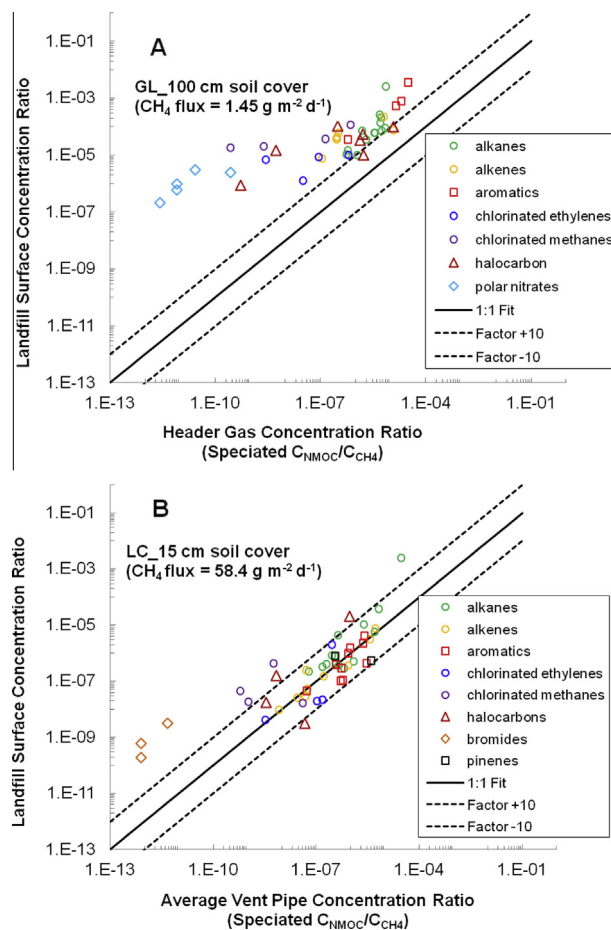 A
GL_100 cm soil cover
(CH4 flux = 1.45 g m-2 d-1)
Landfill Surface Concentration Ratio
1.E-01
1.E-03
1.E-05
1.E-07
1.E-09
1.E-11
1.E-13
1.E-13
1.E-10
1.E-07
1.E-04
1.E-01
alkanes
alkenes
aromatics
chlorinated ethylenes
chlorinated methanes
halocarbon
polar nitrates
1:1 Fit
Factor +10
Factor -10
Header Gas Concentration Ratio
(Speciated CNMOC/CCH4)
B
LC_15 cm soil cover
(CH4 flux = 58.4 g m-2 d-1)
Landfill Surface Concentration Ratio
1.E-01
1.E-03
1.E-05
1.E-07
1.E-09
1.E-11
1.E-13
1.E-13
1.E-10
1.E-07
1.E-04
1.E-01
alkanes
alkenes
aromatics
chlorinated ethylenes
chlorinated methanes
halocarbons
bromides
pinenes
1:1 Fit
Factor +10
Factor -10
Average Vent Pipe Concentration Ratio
(Speciated CNMOC/CCH4)